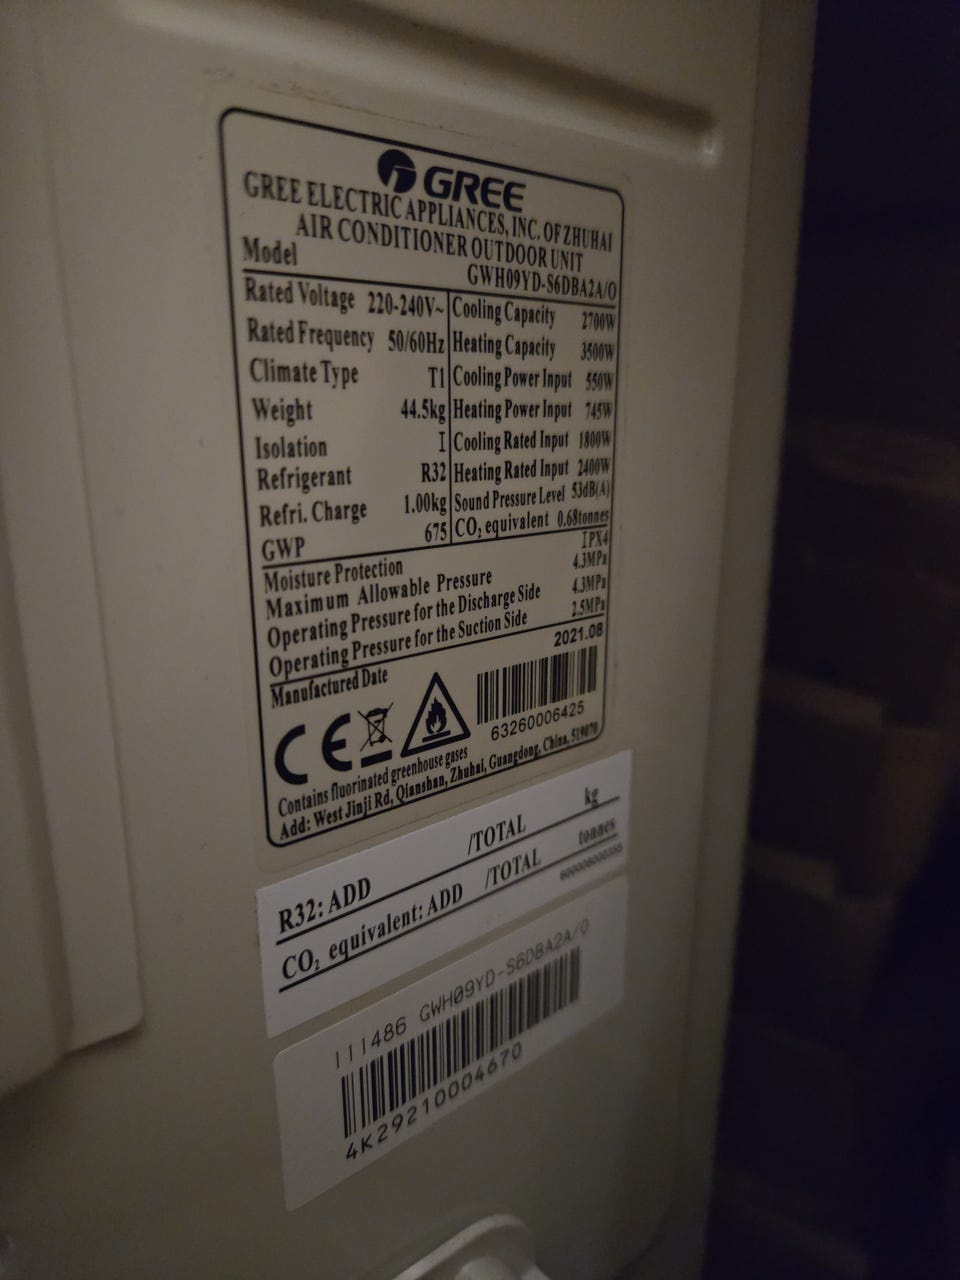 GREE
GREE ELECTRIC APPLIANCES, INC. OF ZHUHAI
AIR CONDITIONER OUTDOOR UNIT
Model GWH09YD-S6DBA2A/O
Rated Voltage 220-240V~ Cooling Capacity 2700W
Rated Frequency 50/60Hz Heating Capacity 3500W
Climate Type T1 Cooling Power Input 550W
Weight 44.5kg Heating Power Input 745W
Isolation I Cooling Rated Input 1800W
Refrigerant R32 Heating Rated Input 2400W
Refri. Charge 1.00kg Sound Pressure Level 53dB(A)
GWP 675 CO₂ equivalent 0.68tonnes
Moisture Protection IPX4
Maximum Allowable Pressure 4.3MPa
Operating Pressure for the Discharge Side 4.3MPa
Operating Pressure for the Suction Side 2.5MPa
Manufactured Date 2021.08
CE
63260006425
Contains fluorinated greenhouse gases
Add: West Jinji Rd, Qianshan, Zhuhai, Guangdong, China, 519070
R32: ADD /TOTAL kg
CO₂ equivalent: ADD /TOTAL tonnes
111486 GWH09YD-S6DBA2A/O
4K29210004670